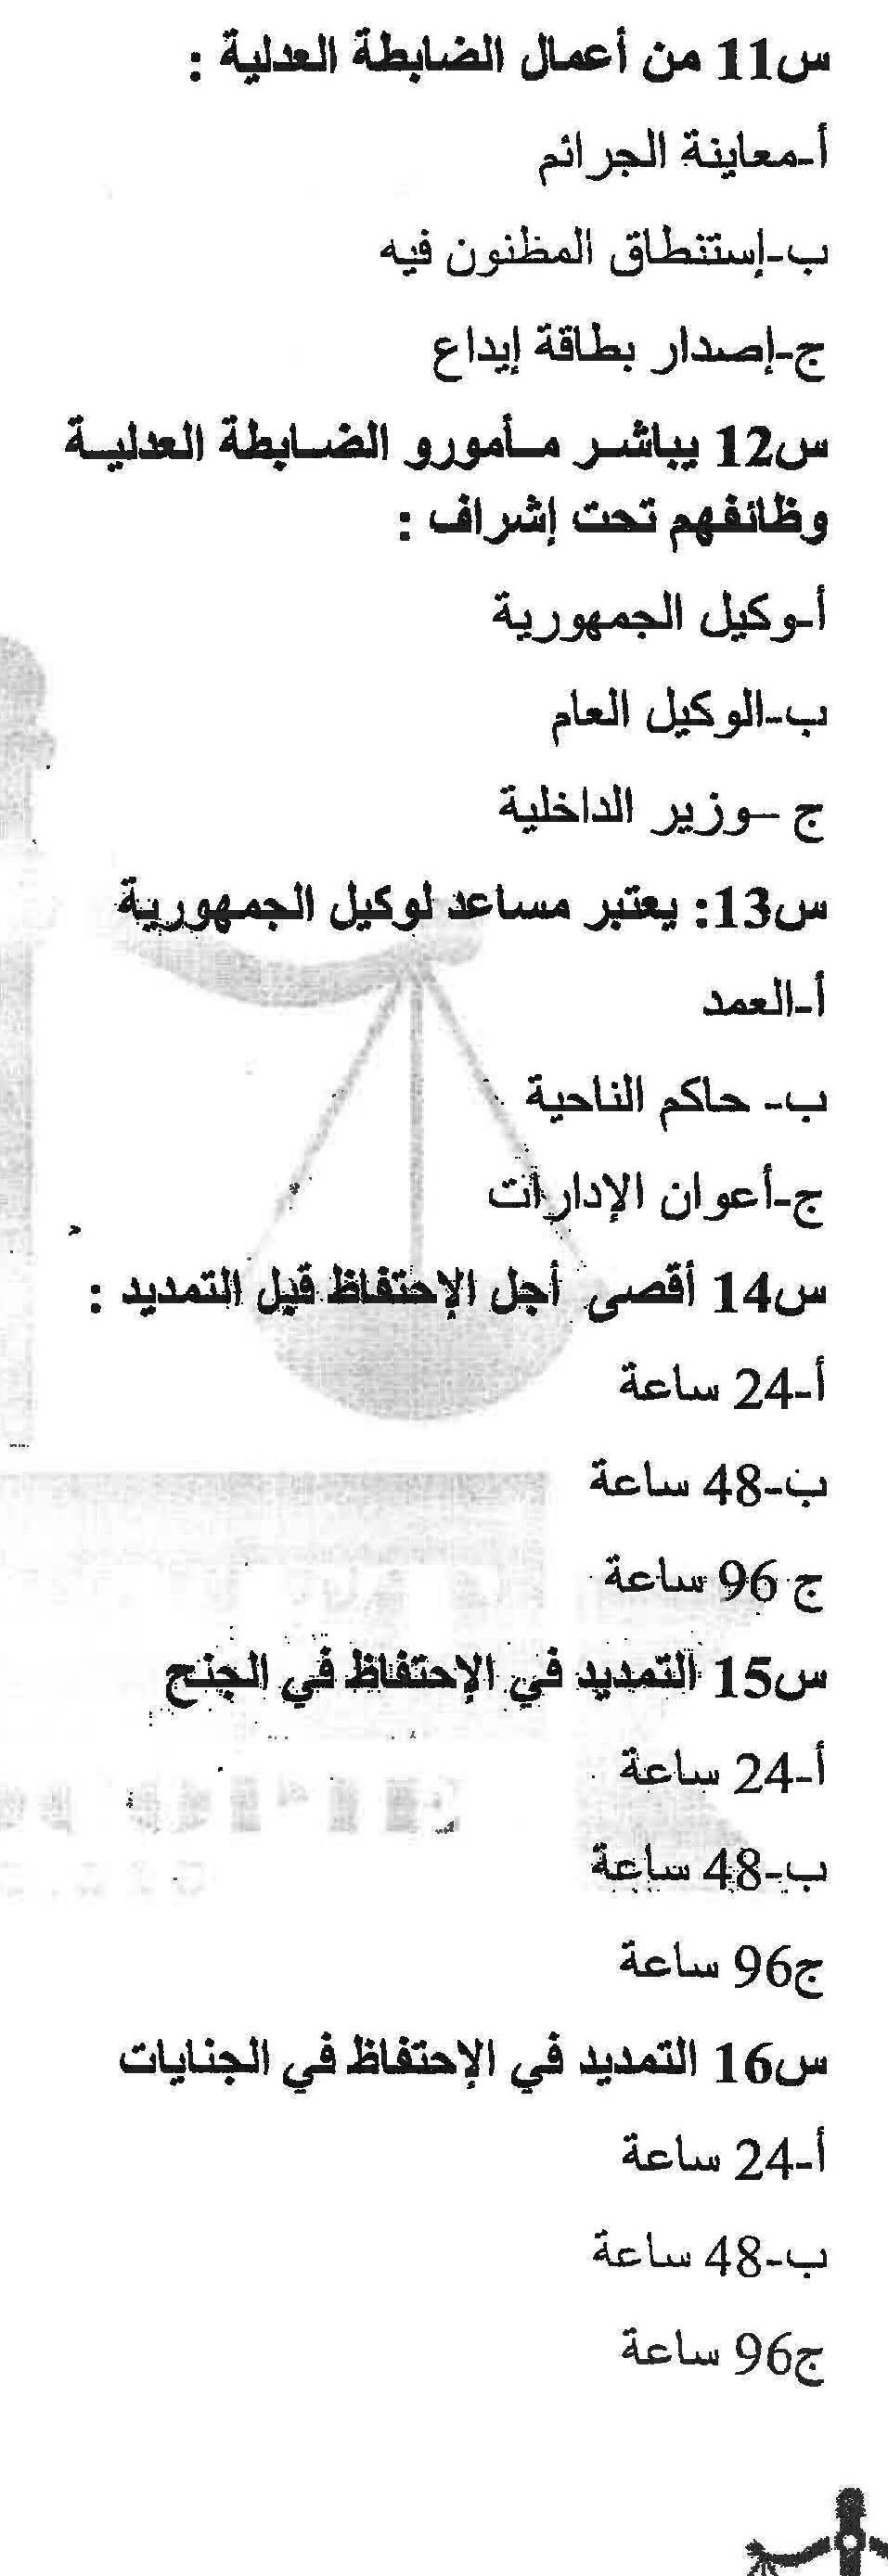 س11 من أعمال الضابطة العدلية :
أ-معاينة الجرائم
ب-إستنطاق المظنون فيه
ج-إصدار بطاقة إيداع
س12 يباشر مأمورو الضابطة العدلية
وظائفهم تحت إشراف :
أ-وكيل الجمهورية
ب-الوكيل العام
ج –وزير الداخلية
س13: يعتبر مساعد لوكيل الجمهورية
أ-العمد
ب- حاكم الناحية
ج-أعوان الإدارات
س14 أقصى أجل الإحتفاظ قبل التمديد :
أ-24 ساعة
ب-48 ساعة
ج 96 ساعة
س15 التمديد في الإحتفاظ في الجنح
أ-24 ساعة
ب-48 ساعة
ج96 ساعة
س16 التمديد في الإحتفاظ في الجنايات
أ-24 ساعة
ب-48 ساعة
ج96 ساعة